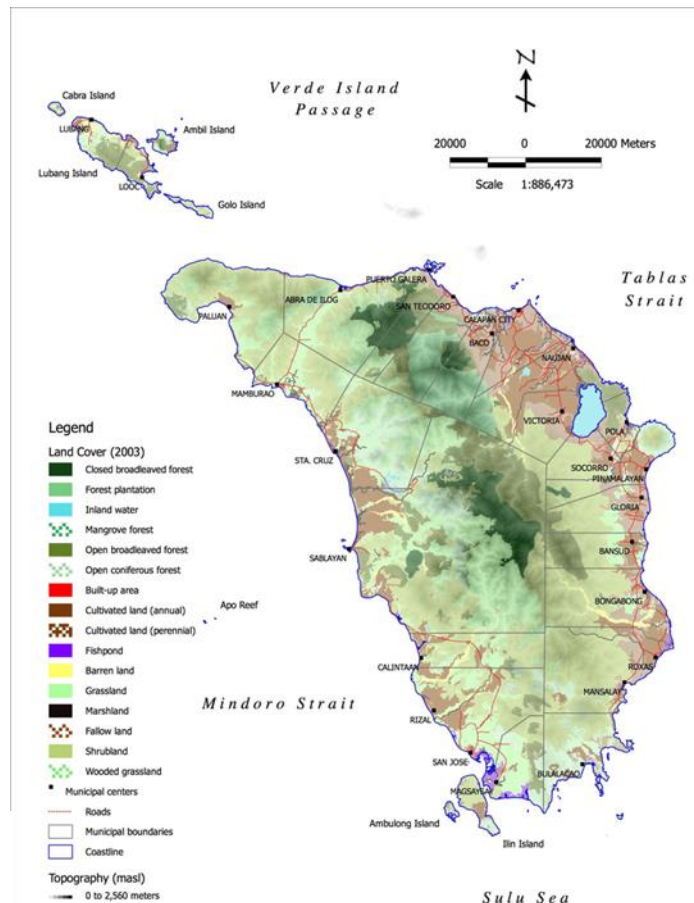 Verde Island
Passage
Cabra Island
LUBANG
Ambil Island
Lubang Island
LOOC
Golo Island
N
20000 0 20000 Meters
Scale 1:886,473
Tablas
Strait
PUERTO GALERA
ABRA DE ILOG
SAN TEODORO
PALUAN
CALAPAN CITY
BACO
NAUJAN
MAMBURAO
VICTORIA
POLA
STA. CRUZ
SOCORRO
PINAMALAYAN
GLORIA
SABLAYAN
BANSUD
BONGABONG
Apo Reef
CALINTAAN
ROXAS
MANSALAY
Mindoro Strait
RIZAL
SAN JOSE
BULALACAO
MAGSAYSAY
Ambulong Island
Ilin Island
Sulu Sea
Legend
Land Cover (2003)
Closed broadleaved forest
Forest plantation
Inland water
Mangrove forest
Open broadleaved forest
Open coniferous forest
Built-up area
Cultivated land (annual)
Cultivated land (perennial)
Fishpond
Barren land
Grassland
Marshland
Fallow land
Shrubland
Wooded grassland
Municipal centers
Roads
Municipal boundaries
Coastline
Topography (masl)
0 to 2,560 meters